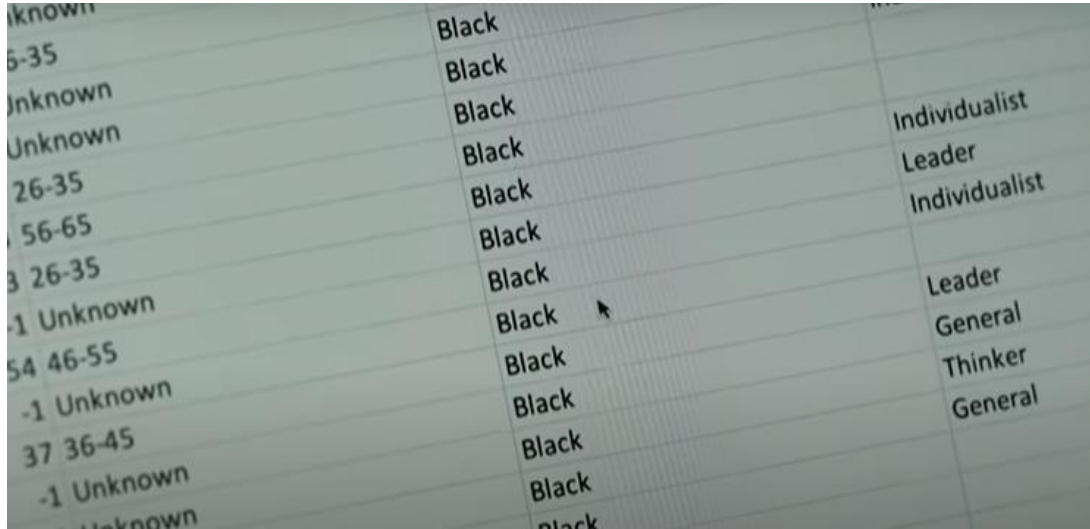 6-35
Unknown Black
Unknown Black
26-35 Black
56-65 Black
3 26-35 Black Individualist
-1 Unknown Black Leader
54 46-55 Black Individualist
-1 Unknown Black
37 36-45 Black Leader
-1 Unknown Black General
Unknown Black Thinker
Black General
Black